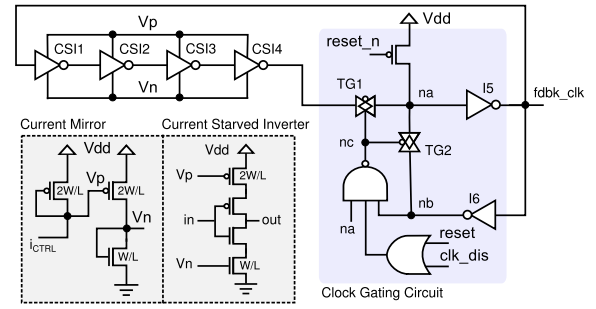 Vp
Vdd
reset_n
CSI1
CSI2
CSI3
CSI4
Vn
TG1
na
I5
fdbk_clk
nc
TG2
Current Mirror
Current Starved Inverter
Vdd
Vdd
Vp
2W/L
2W/L
Vp
2W/L
nb
I6
Vn
in
out
na
reset
iCTRL
W/L
Vn
W/L
clk_dis
Clock Gating Circuit